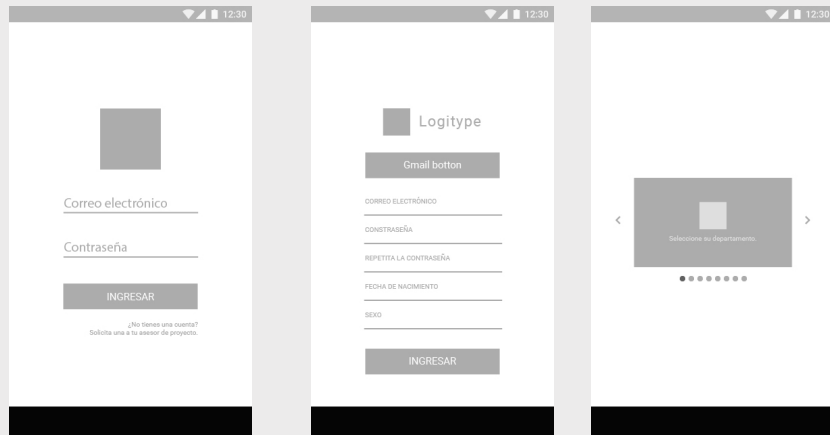 12:30
Correo electrónico
Contraseña
INGRESAR
¿No tienes una cuenta?
Solicita una a tu asesor de proyecto.
12:30
Logitype
Gmail botton
CORREO ELECTRÓNICO
CONSTRASEÑA
REPETITA LA CONTRASEÑA
FECHA DE NACIMIENTO
SEXO
INGRESAR
12:30
Seleccione su departamento.